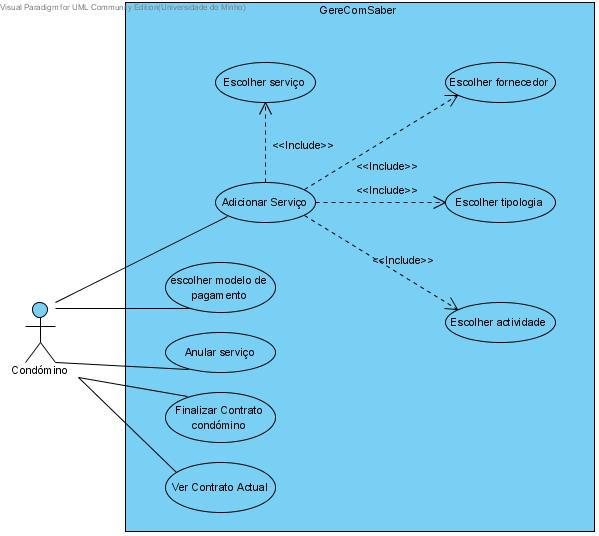 Visual Paradigm for UML Community Edition(Universidade do Minho)
GereComSaber
Escolher serviço
Escolher fornecedor
<<Include>>
<<Include>>
<<Include>>
Adicionar Serviço
Escolher tipologia
<<Include>>
escolher modelo de
pagamento
Escolher actividade
Anular serviço
Condómino
Finalizar Contrato
condómino
Ver Contrato Actual